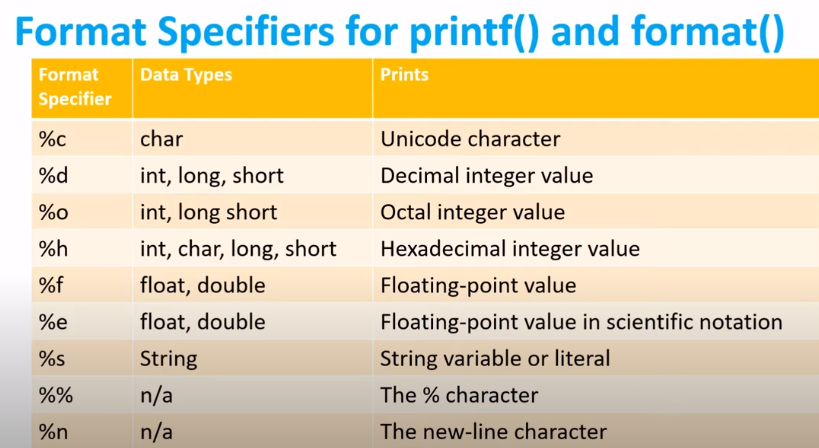 Format Specifiers for printf() and format()
Format Specifier Data Types Prints
%c char Unicode character
%d int, long, short Decimal integer value
%o int, long short Octal integer value
%h int, char, long, short Hexadecimal integer value
%f float, double Floating-point value
%e float, double Floating-point value in scientific notation
%s String String variable or literal
%% n/a The % character
%n n/a The new-line character